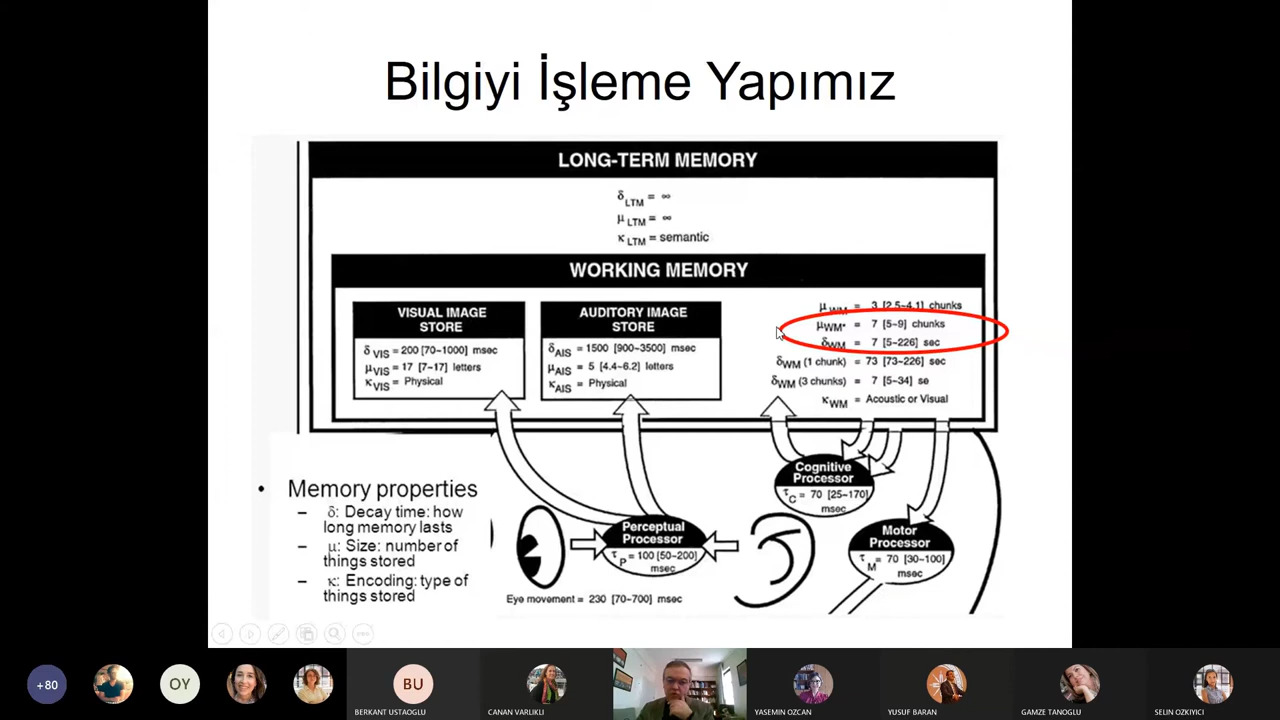 Bilgiyi İşleme Yapımız
LONG-TERM MEMORY
δ LTM = ∞
μ LTM = ∞
κ LTM = semantic
WORKING MEMORY
VISUAL IMAGE
STORE
δ VIS = 200 [70~1000] msec
μ VIS = 17 [7~17] letters
κ VIS = Physical
AUDITORY IMAGE
STORE
δ AIS = 1500 [900~3500] msec
μ AIS = 5 [4.4~6.2] letters
κ AIS = Physical
μ WM = 3 [2.5~4.1] chunks
μ WM* = 7 [5~9] chunks
δ WM = 7 [5~226] sec
δ WM (1 chunk) = 73 [73~226] sec
δ WM (3 chunks) = 7 [5~34] se
κ WM = Acoustic or Visual
Cognitive
Processor
τ C = 70 [25~170]
msec
Perceptual
Processor
τ P = 100 [50~200]
msec
Motor
Processor
τ M = 70 [30~100]
msec
Eye movement = 230 [70~700] msec
• Memory properties
– δ: Decay time: how
long memory lasts
– μ: Size: number of
things stored
– κ: Encoding: type of
things stored
+80
OY
BU
BERKANT USTAOGLU
CANAN VARLIKLI
YASEMIN OZCAN
YUSUF BARAN
GAMZE TANOGLU
SELIN OZKIYICI